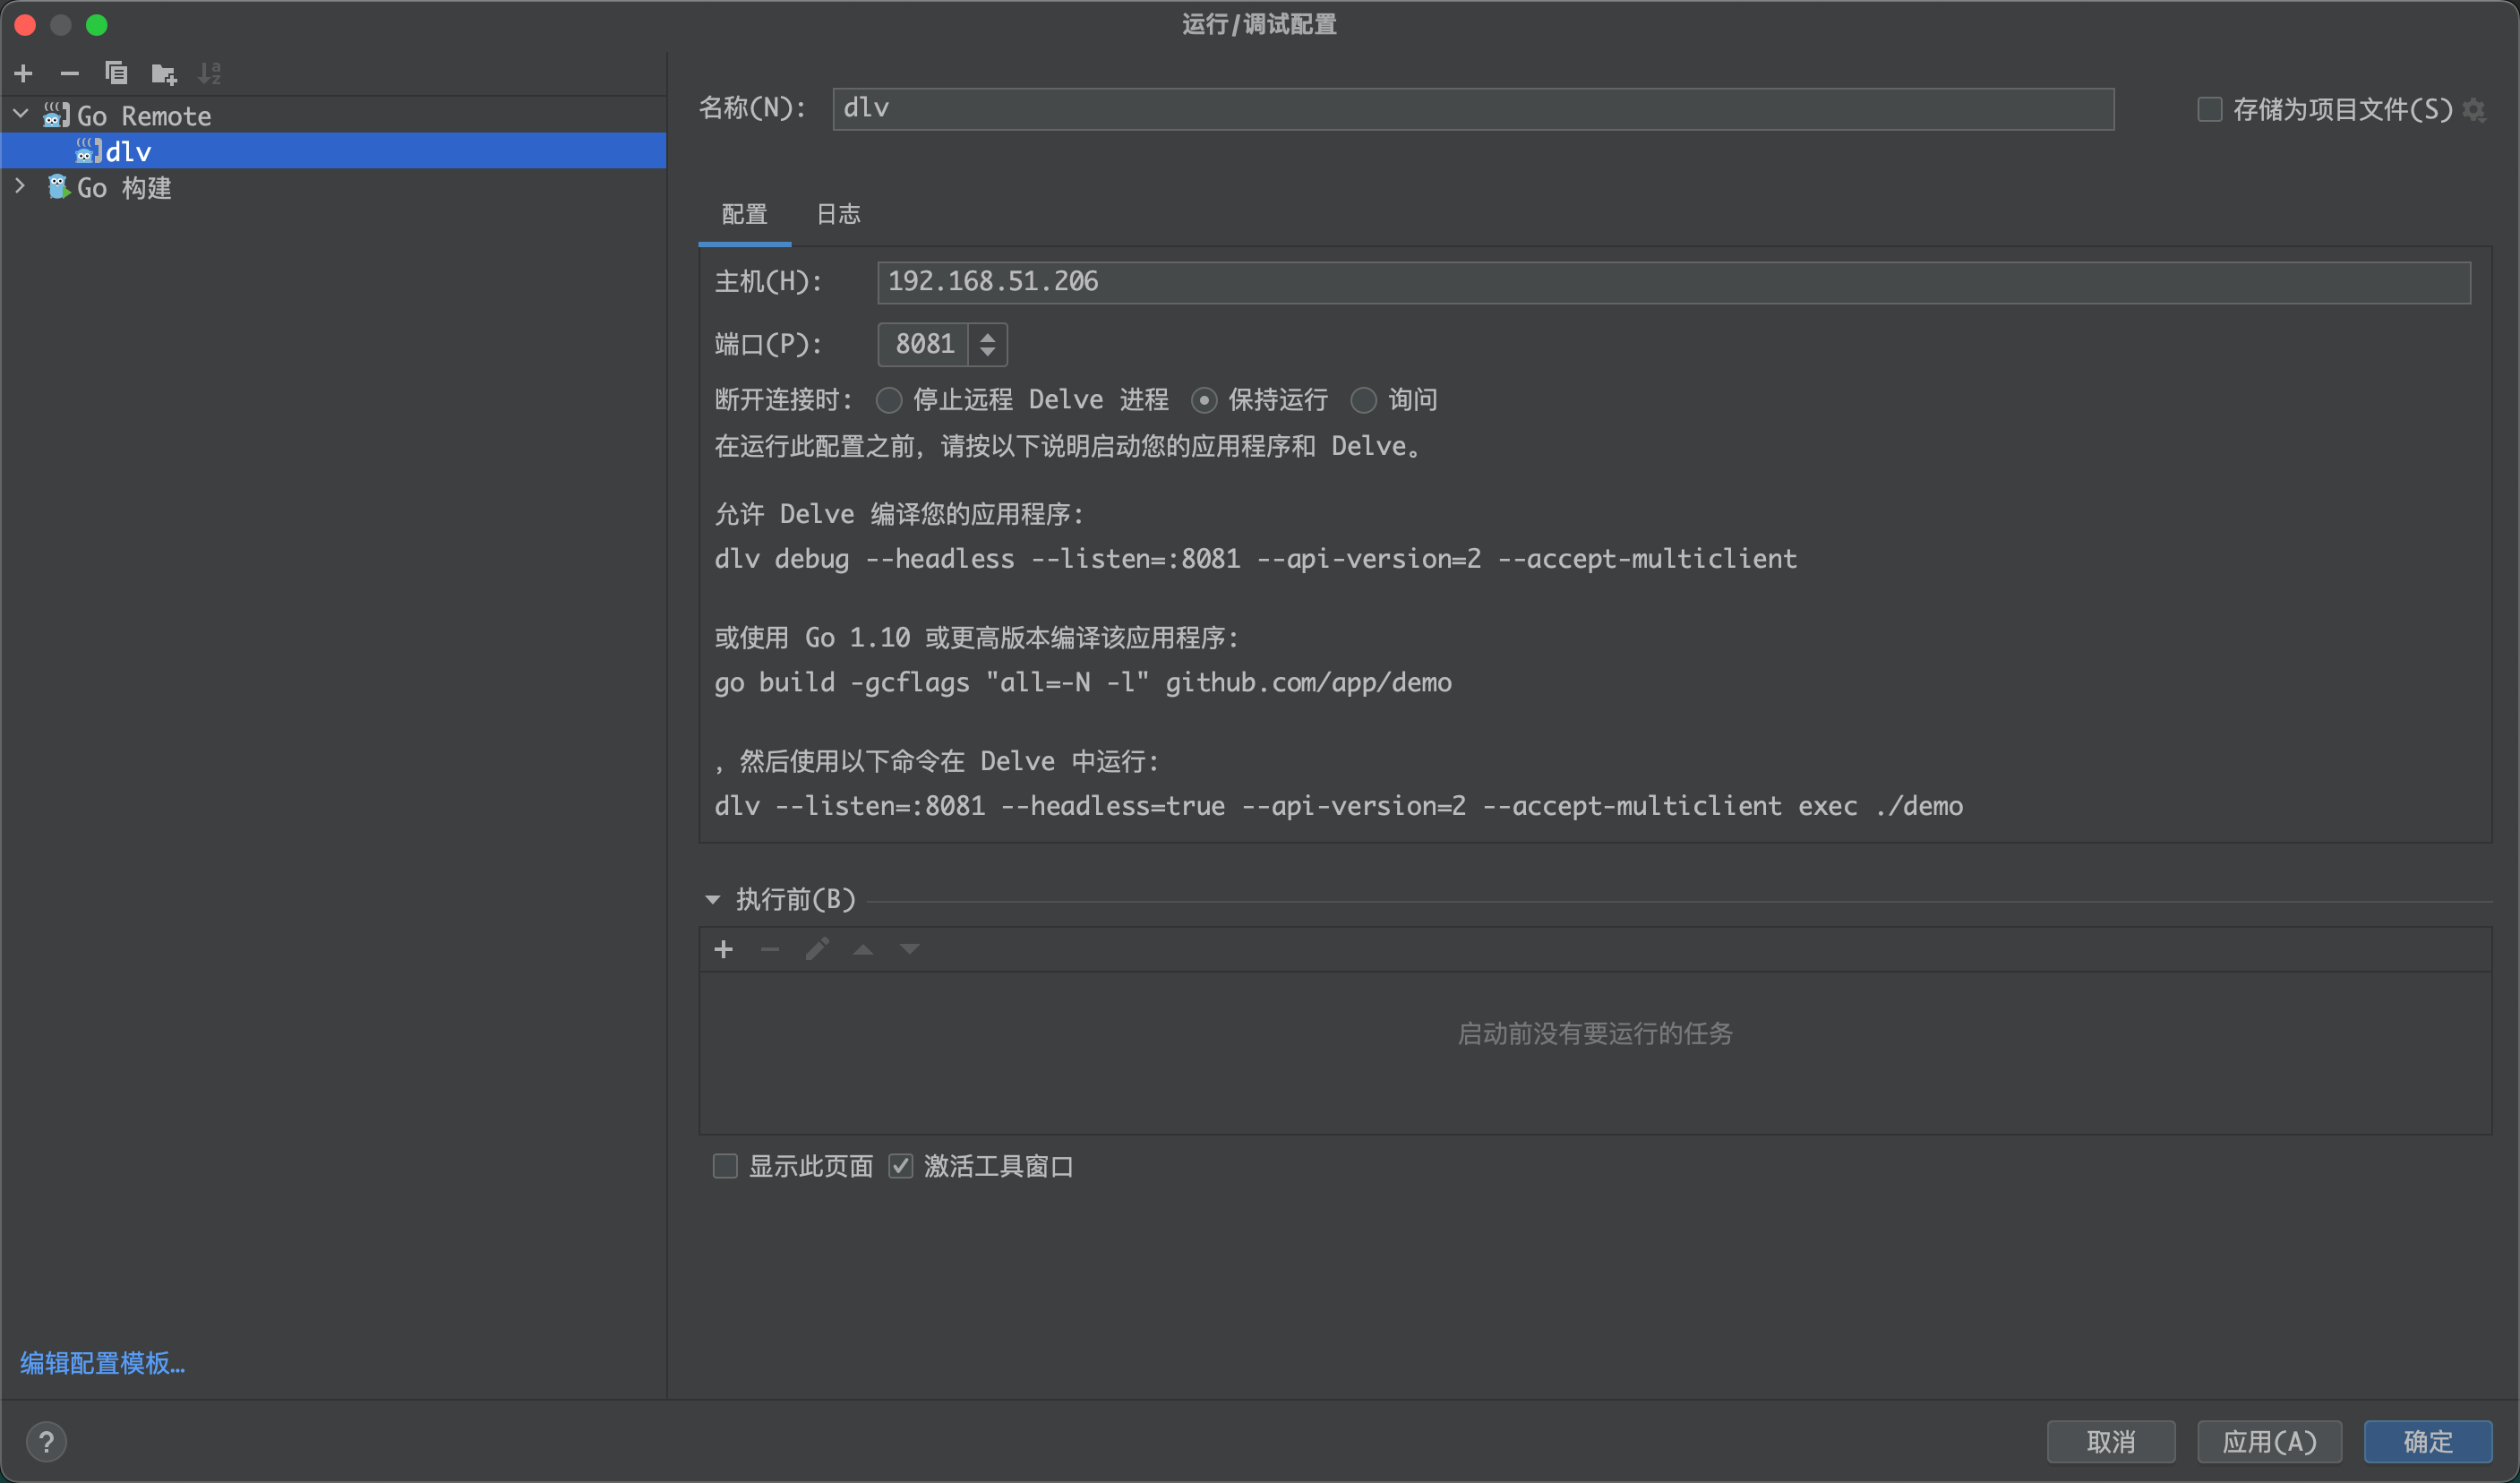 运行/调试配置
Go Remote
dlv
Go 构建
编辑配置模板...
名称(N): dlv
存储为项目文件(S)
配置 日志
主机(H): 192.168.51.206
端口(P): 8081
断开连接时: 停止远程 Delve 进程 保持运行 询问
在运行此配置之前，请按以下说明启动您的应用程序和 Delve。
允许 Delve 编译您的应用程序:
dlv debug --headless --listen=:8081 --api-version=2 --accept-multiclient
或使用 Go 1.10 或更高版本编译该应用程序:
go build -gcflags "all=-N -l" github.com/app/demo
，然后使用以下命令在 Delve 中运行:
dlv --listen=:8081 --headless=true --api-version=2 --accept-multiclient exec ./demo
执行前(B)
启动前没有要运行的任务
显示此页面 激活工具窗口
? 取消 应用(A) 确定